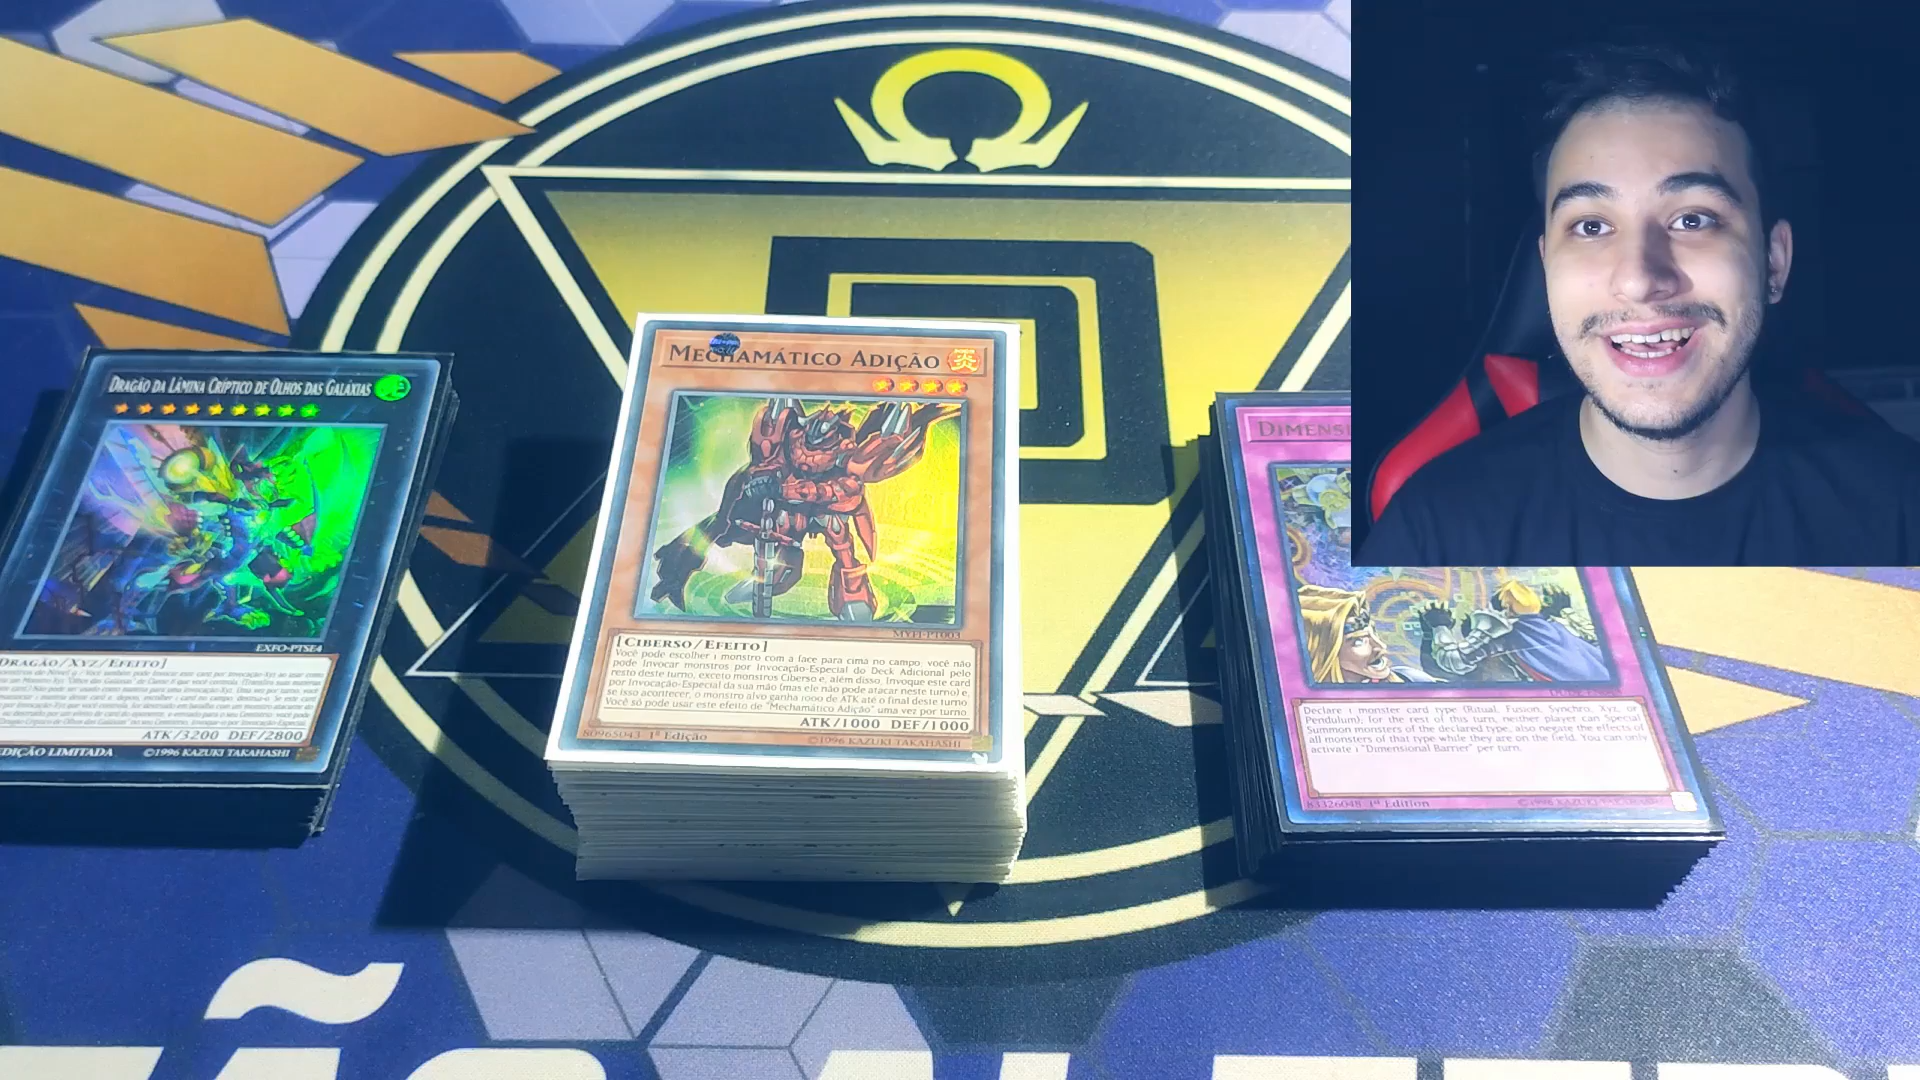 DRAGÃO DA LÂMINA CRÍPTICO DE OLHOS DAS GALÁXIAS
EXFO-PTSE4
DRAGÃO/XYZ/EFEITO]
ATK/3200 DEF/2800
EDIÇÃO LIMITADA ©1996 KAZUKI TAKAHASHI
MECHAMÁTICO ADIÇÃO
炎
MYFI-PT003
[CIBERSO/EFEITO]
Você pode escolher 1 monstro com a face para cima no campo; você não
pode Invocar monstros por Invocação-Especial do Deck Adicional pelo
resto deste turno, exceto monstros Ciberso e, além disso, Invoque este card
por Invocação-Especial da sua mão (mas ele não pode atacar neste turno) e,
se isso acontecer, o monstro alvo ganha 1000 de ATK até o final deste turno.
Você só pode usar este efeito de "Mechamático Adição" uma vez por turno.
ATK/1000 DEF/1000
80965043 1ª Edição ©1996 KAZUKI TAKAHASHI
DIMENSI
Declare 1 monster card type (Ritual, Fusion, Synchro, Xyz, or
Pendulum); for the rest of this turn, neither player can Special
Summon monsters of the declared type, also negate the effects of
all monsters of that type while they are on the field. You can only
activate 1 "Dimensional Barrier" per turn.
83326048 1st Edition ©1996 KAZUKI TAKAHASHI